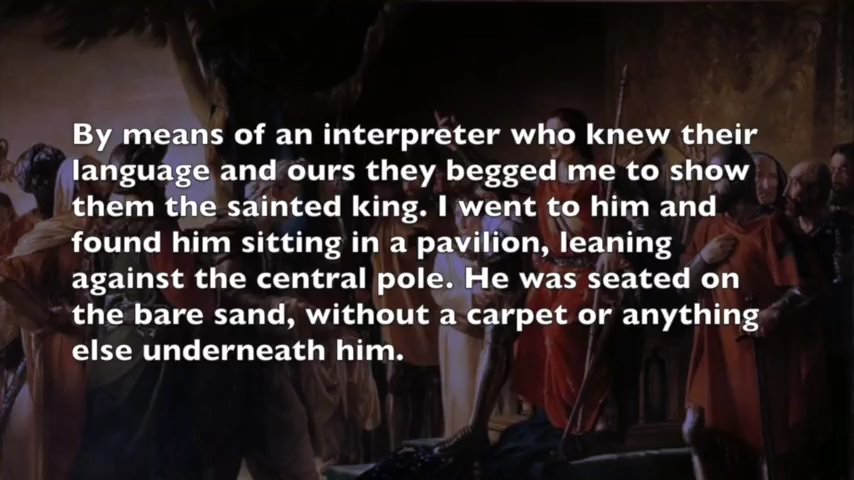 By means of an interpreter who knew their
language and ours they begged me to show
them the sainted king. I went to him and
found him sitting in a pavilion, leaning
against the central pole. He was seated on
the bare sand, without a carpet or anything
else underneath him.